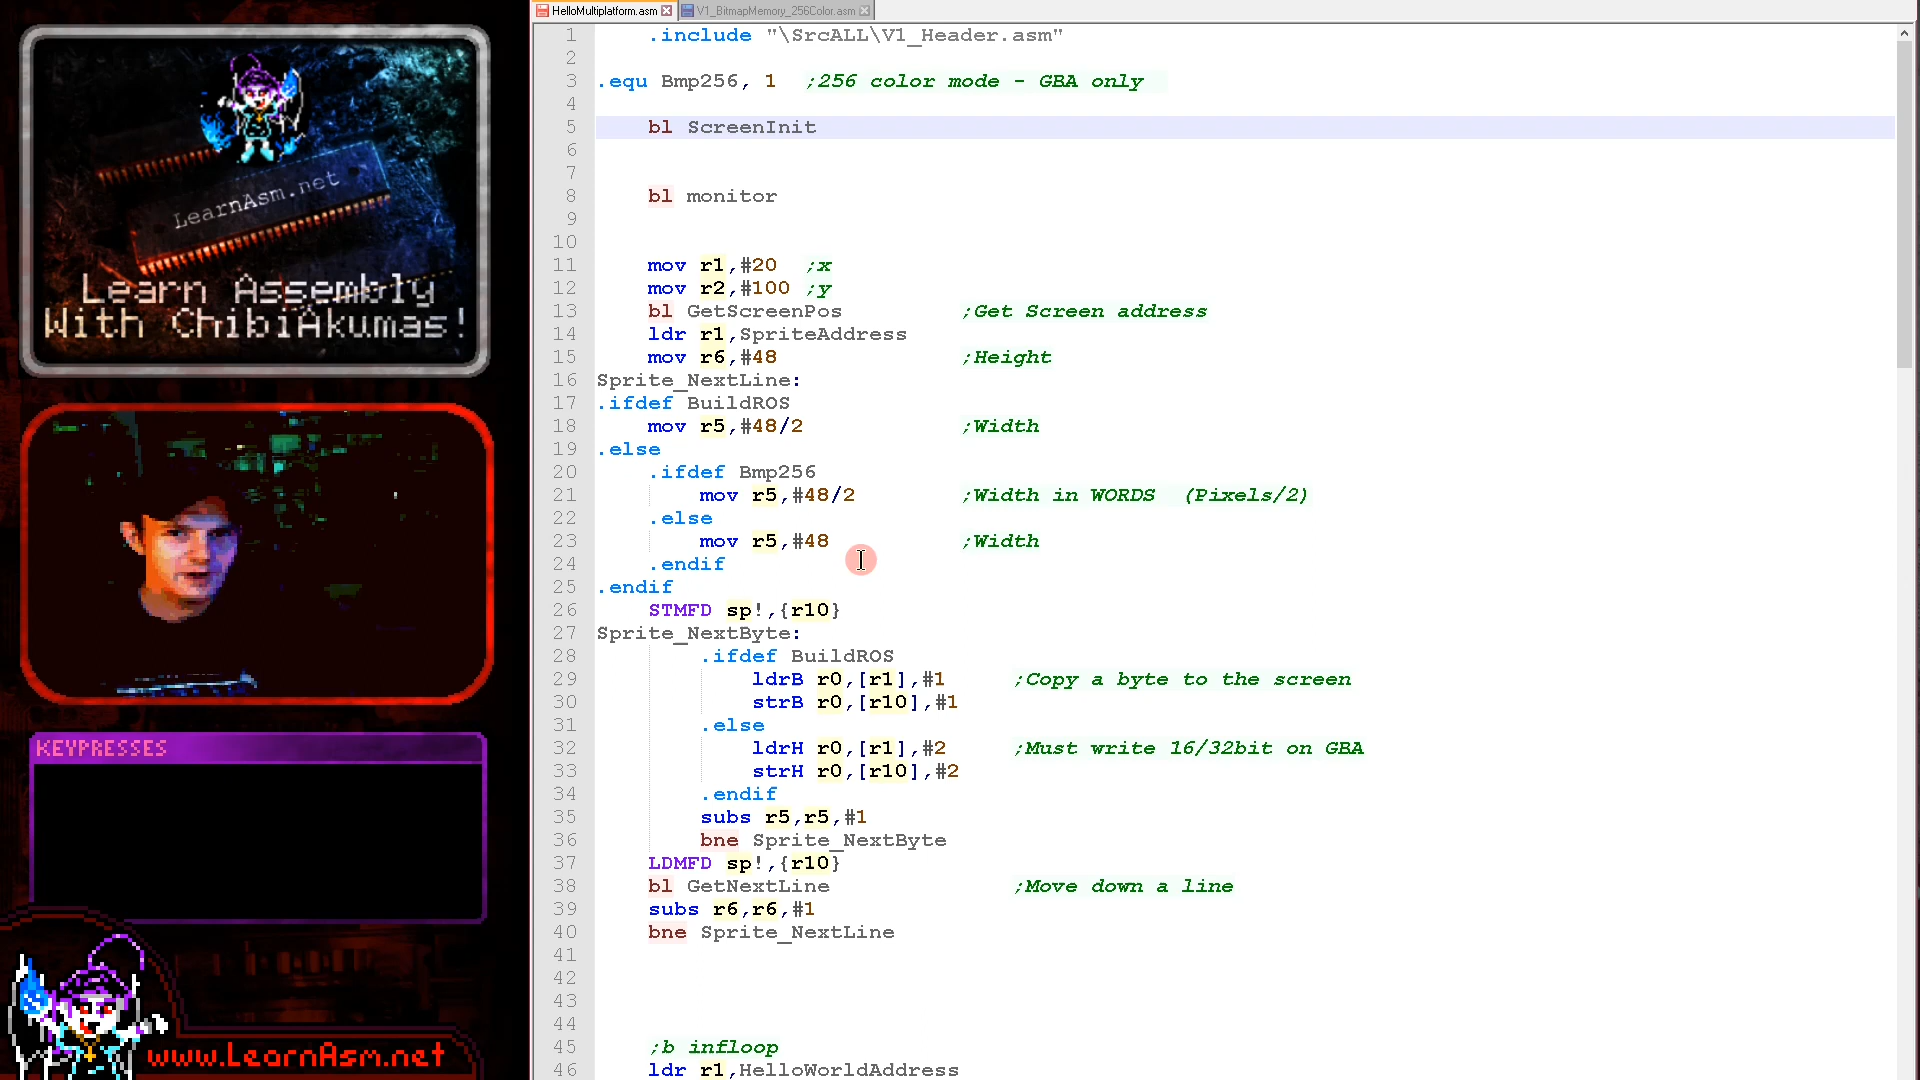 LearnAsm.net
Learn Assembly
With ChibiAkumas!
KEYPRESSES
www.LearnAsm.net
HelloMultiplatform.asm
V1_BitmapMemory_256Color.asm
1 .include "\SrcALL\V1_Header.asm"
2
3 .equ Bmp256, 1 ;256 color mode - GBA only
4
5 bl ScreenInit
6
7
8 bl monitor
9
10
11 mov r1,#20 ;x
12 mov r2,#100 ;y
13 bl GetScreenPos ;Get Screen address
14 ldr r1,SpriteAddress
15 mov r6,#48 ;Height
16 Sprite_NextLine:
17 .ifdef BuildROS
18 mov r5,#48/2 ;Width
19 .else
20 .ifdef Bmp256
21 mov r5,#48/2 ;Width in WORDS (Pixels/2)
22 .else
23 mov r5,#48 ;Width
24 .endif
25 .endif
26 STMFD sp!,{r10}
27 Sprite_NextByte:
28 .ifdef BuildROS
29 ldrB r0,[r1],#1 ;Copy a byte to the screen
30 strB r0,[r10],#1
31 .else
32 ldrH r0,[r1],#2 ;Must write 16/32bit on GBA
33 strH r0,[r10],#2
34 .endif
35 subs r5,r5,#1
36 bne Sprite_NextByte
37 LDMFD sp!,{r10}
38 bl GetNextLine ;Move down a line
39 subs r6,r6,#1
40 bne Sprite_NextLine
41
42
43
44
45 ;b infloop
46 ldr r1,HelloWorldAddress